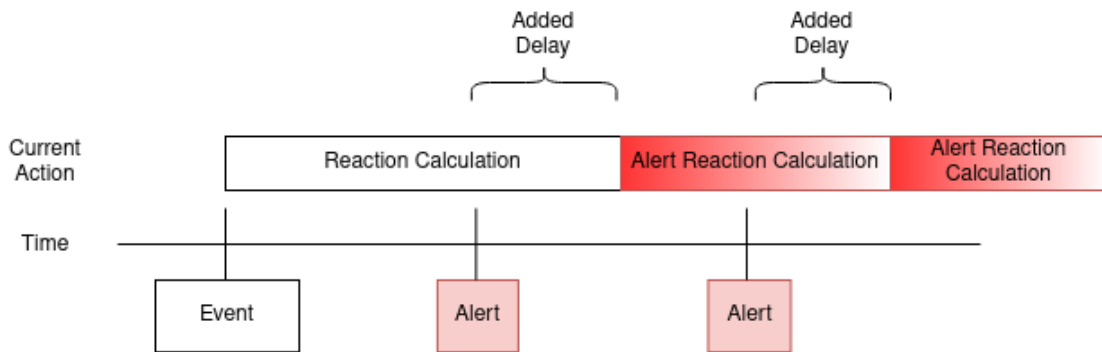 Added
Delay
Added
Delay
Current
Action
Reaction Calculation
Alert Reaction Calculation
Alert Reaction
Calculation
Time
Event
Alert
Alert